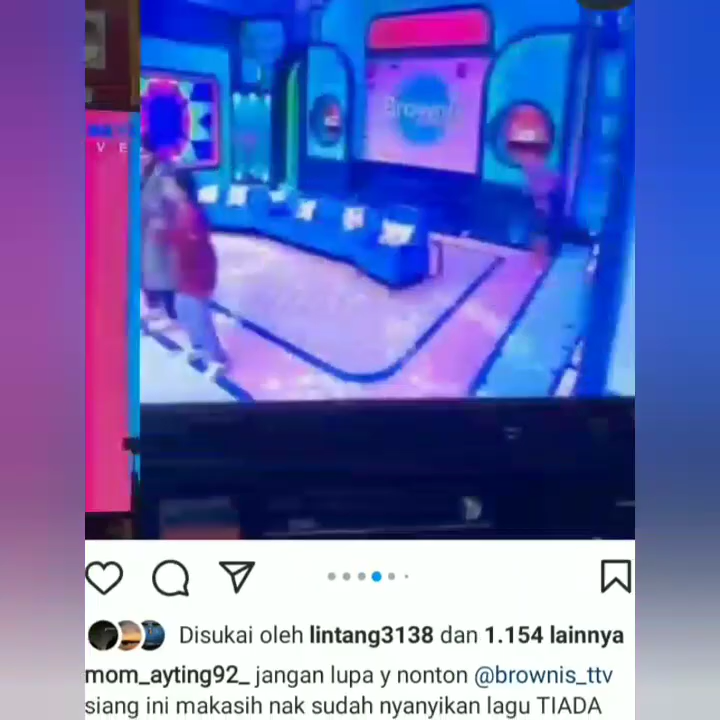 V E
Browni
Disukai oleh lintang3138 dan 1.154 lainnya
mom_ayting92_ jangan lupa y nonton @brownis_ttv
siang ini makasih nak sudah nyanyikan lagu TIADA